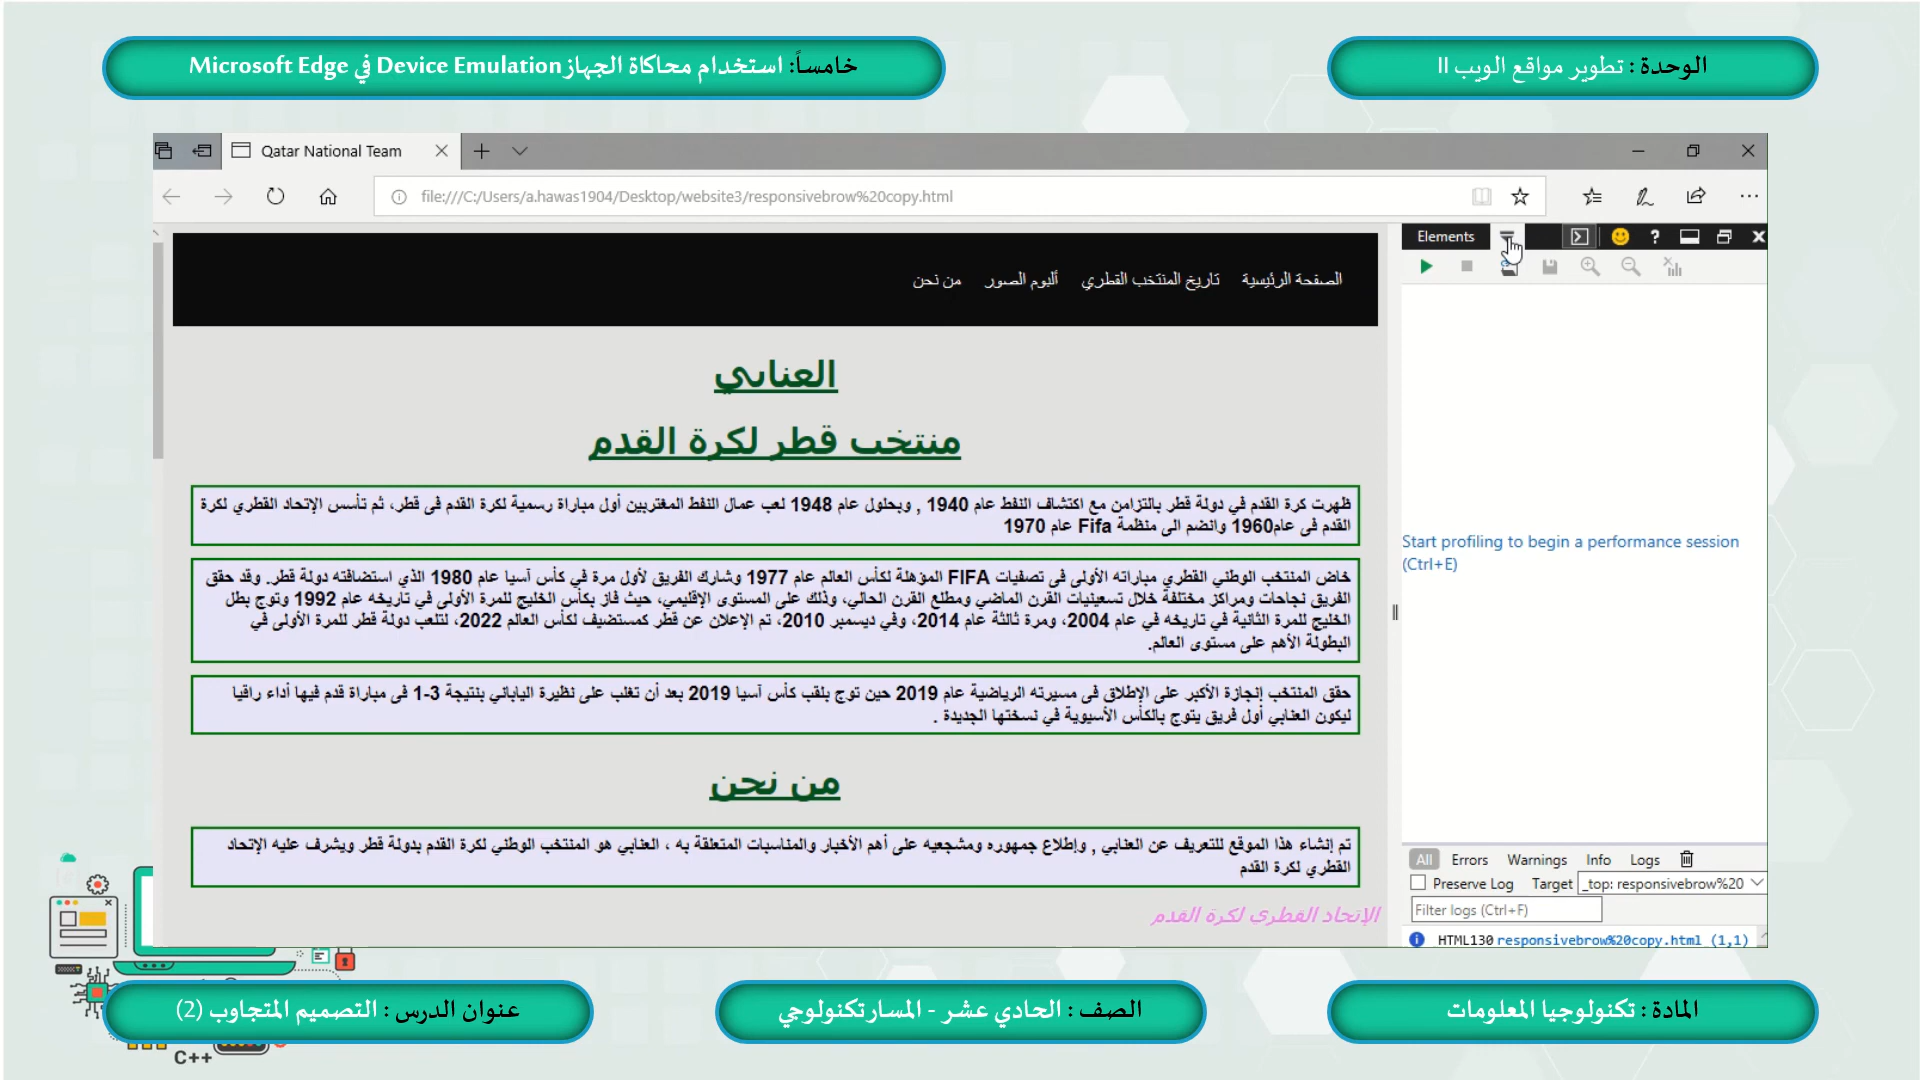 الوحدة : تطوير مواقع الويب II
خامساً: استخدام محاكاة الجهاز Device Emulation في Microsoft Edge
Qatar National Team
file:///C:/Users/a.hawas1904/Desktop/website3/responsivebrow%20copy.html
Elements
?
الصفحة الرئيسية تاريخ المنتخب القطري ألبوم الصور من نحن
العنابي
منتخب قطر لكرة القدم
ظهرت كرة القدم في دولة قطر بالتزامن مع اكتشاف النفط عام 1940 , وبحلول عام 1948 لعب عمال النفط المغتربين أول مباراة رسمية لكرة القدم فى قطر، ثم تأسس الإتحاد القطري لكرة
القدم فى عام1960 وانضم الى منظمة Fifa عام 1970
خاض المنتخب الوطني القطري مباراته الأولى فى تصفيات FIFA المؤهلة لكأس العالم عام 1977 وشارك الفريق لأول مرة في كأس آسيا عام 1980 الذي استضافته دولة قطر. وقد حقق
الفريق نجاحات ومراكز مختلفة خلال تسعينيات القرن الماضي ومطلع القرن الحالي، وذلك على المستوى الإقليمي، حيث فاز بكأس الخليج للمرة الأولى في تاريخه عام 1992 وتوج بطل
الخليج للمرة الثانية في تاريخه في عام 2004، ومرة ثالثة عام 2014، وفي ديسمبر 2010، تم الإعلان عن قطر كمستضيف لكأس العالم 2022، لتلعب دولة قطر للمرة الأولى في
البطولة الأهم على مستوى العالم.
حقق المنتخب إنجازة الأكبر على الإطلاق فى مسيرته الرياضية عام 2019 حين توج بلقب كأس آسيا 2019 بعد أن تغلب على نظيرة الياباني بنتيجة 3-1 فى مباراة قدم فيها أداء راقيا
ليكون العنابي أول فريق يتوج بالكأس الأسيوية في نسختها الجديدة .
من نحن
تم إنشاء هذا الموقع للتعريف عن العنابي , وإطلاع جمهوره ومشجعيه على أهم الأخبار والمناسبات المتعلقة به ، العنابي هو المنتخب الوطني لكرة القدم بدولة قطر ويشرف عليه الإتحاد
القطري لكرة القدم
الإتحاد القطرى لكرة القدم
Start profiling to begin a performance session
(Ctrl+E)
All Errors Warnings Info Logs
Preserve Log Target _top: responsivebrow%20
Filter logs (Ctrl+F)
HTML130 responsivebrow%20copy.html (1,1)
المادة : تكنولوجيا المعلومات
الصف : الحادي عشر - المسار تكنولوجي
عنوان الدرس : التصميم المتجاوب (2)
C++